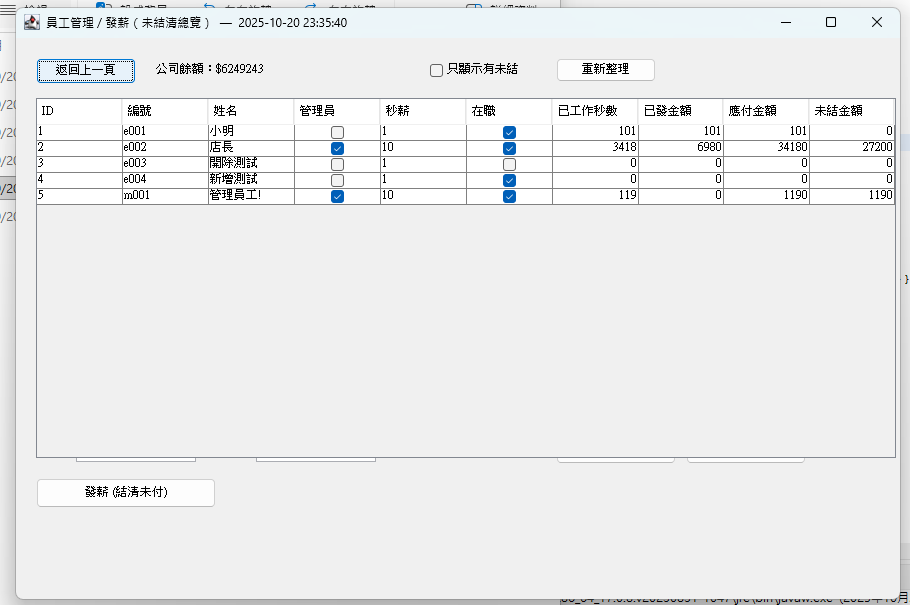 員工管理 / 發薪（未結清總覽） — 2025-10-20 23:35:40
返回上一頁 公司餘額：$6249243 只顯示有未結 重新整理
ID 編號 姓名 管理員 秒薪 在職 已工作秒數 已發金額 應付金額 未結金額
1 e001 小明 1 101 101 101 0
2 e002 店長 10 3418 6980 34180 27200
3 e003 開除測試 1 0 0 0 0
4 e004 新增測試 1 0 0 0 0
5 m001 管理員工! 10 119 0 1190 1190
發薪 (結清未付)